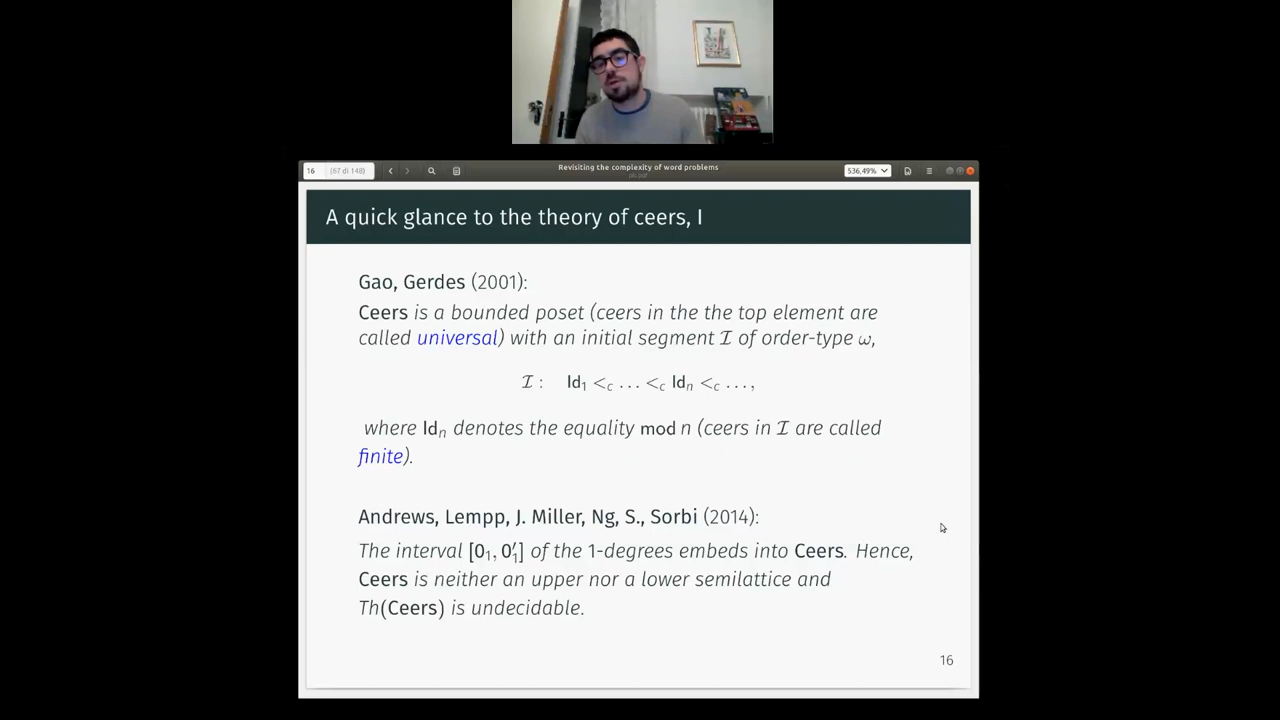 16 (67 di 148)
Revisiting the complexity of word problems
536,49%
A quick glance to the theory of ceers, I
Gao, Gerdes (2001):
Ceers is a bounded poset (ceers in the the top element are
called universal) with an initial segment ℐ of order-type ω,
ℐ : Id₁ <c … <c Idₙ <c …,
where Idₙ denotes the equality mod n (ceers in ℐ are called
finite).
Andrews, Lempp, J. Miller, Ng, S., Sorbi (2014):
The interval [0₁, 0′₁] of the 1-degrees embeds into Ceers. Hence,
Ceers is neither an upper nor a lower semilattice and
Th(Ceers) is undecidable.
16